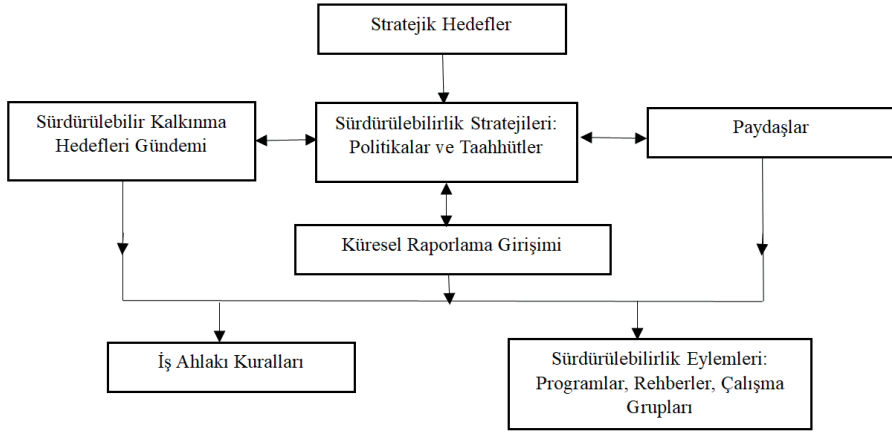 Stratejik Hedefler
Sürdürülebilir Kalkınma
Hedefleri Gündemi
Sürdürülebilirlik Stratejileri:
Politikalar ve Taahhütler
Paydaşlar
Küresel Raporlama Girişimi
İş Ahlakı Kuralları
Sürdürülebilirlik Eylemleri:
Programlar, Rehberler, Çalışma
Grupları